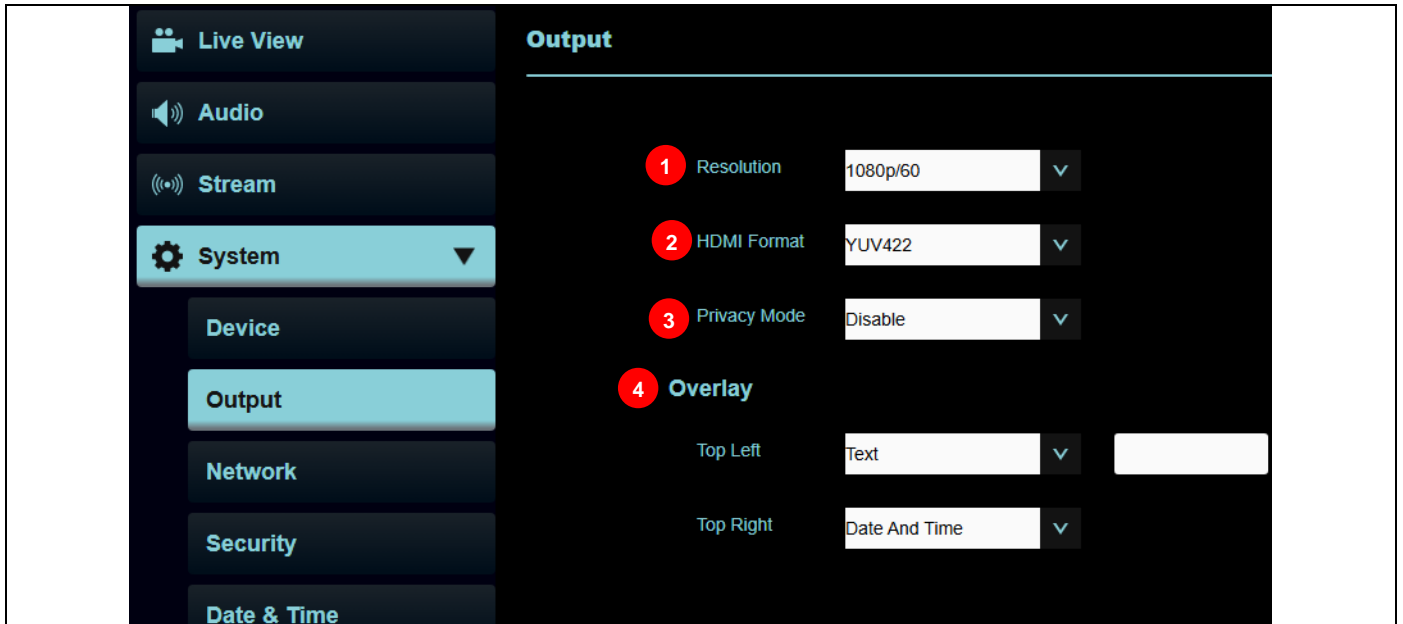 Live View
Audio
Stream
System
Device
Output
Network
Security
Date & Time
Output
1 Resolution 1080p/60
2 HDMI Format YUV422
3 Privacy Mode Disable
4 Overlay
Top Left Text
Top Right Date And Time